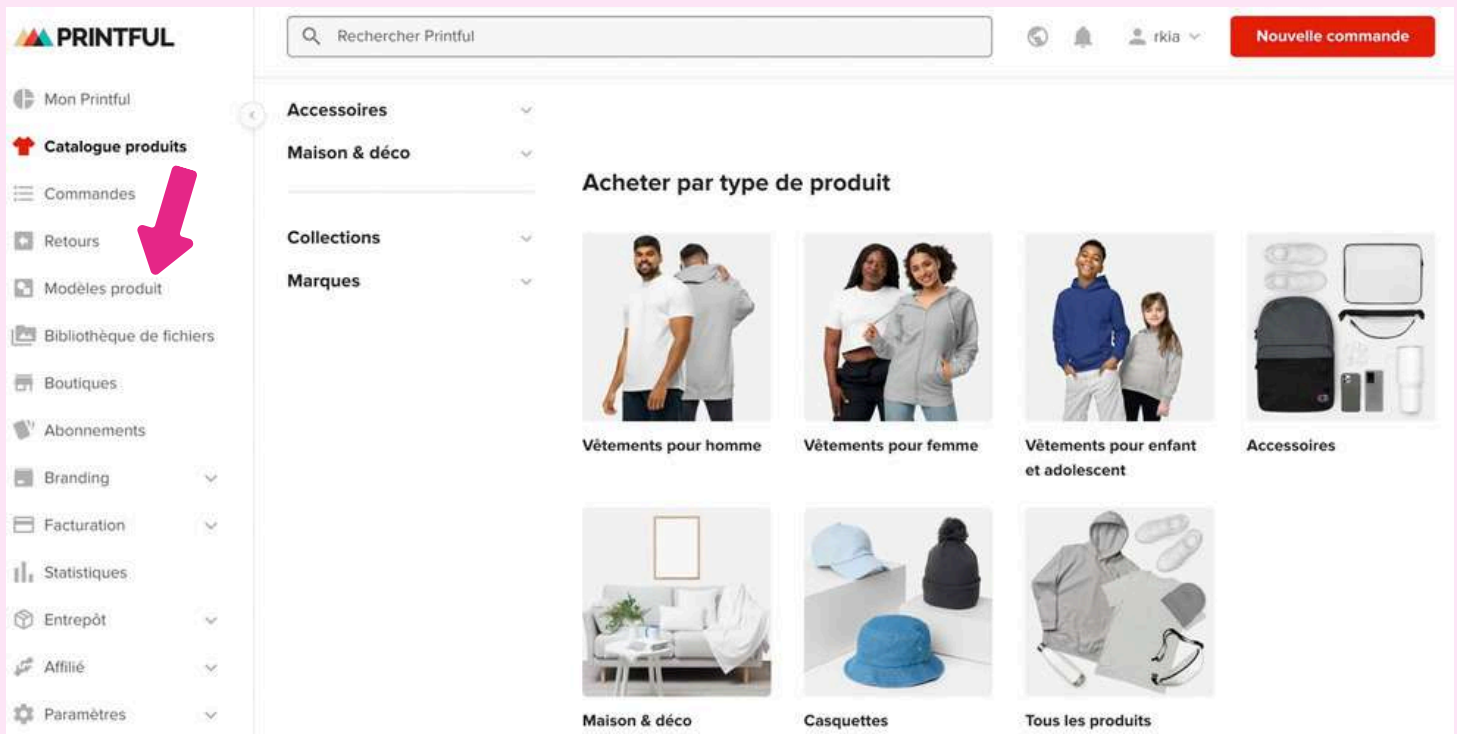 PRINTFUL
Rechercher Printful
rkia
Nouvelle commande
Mon Printful
Catalogue produits
Commandes
Retours
Modèles produit
Bibliothèque de fichiers
Boutiques
Abonnements
Branding
Facturation
Statistiques
Entrepôt
Affilié
Paramètres
Accessoires
Maison & déco
Collections
Marques
Acheter par type de produit
Vêtements pour homme
Vêtements pour femme
Vêtements pour enfant
et adolescent
Accessoires
Maison & déco
Casquettes
Tous les produits